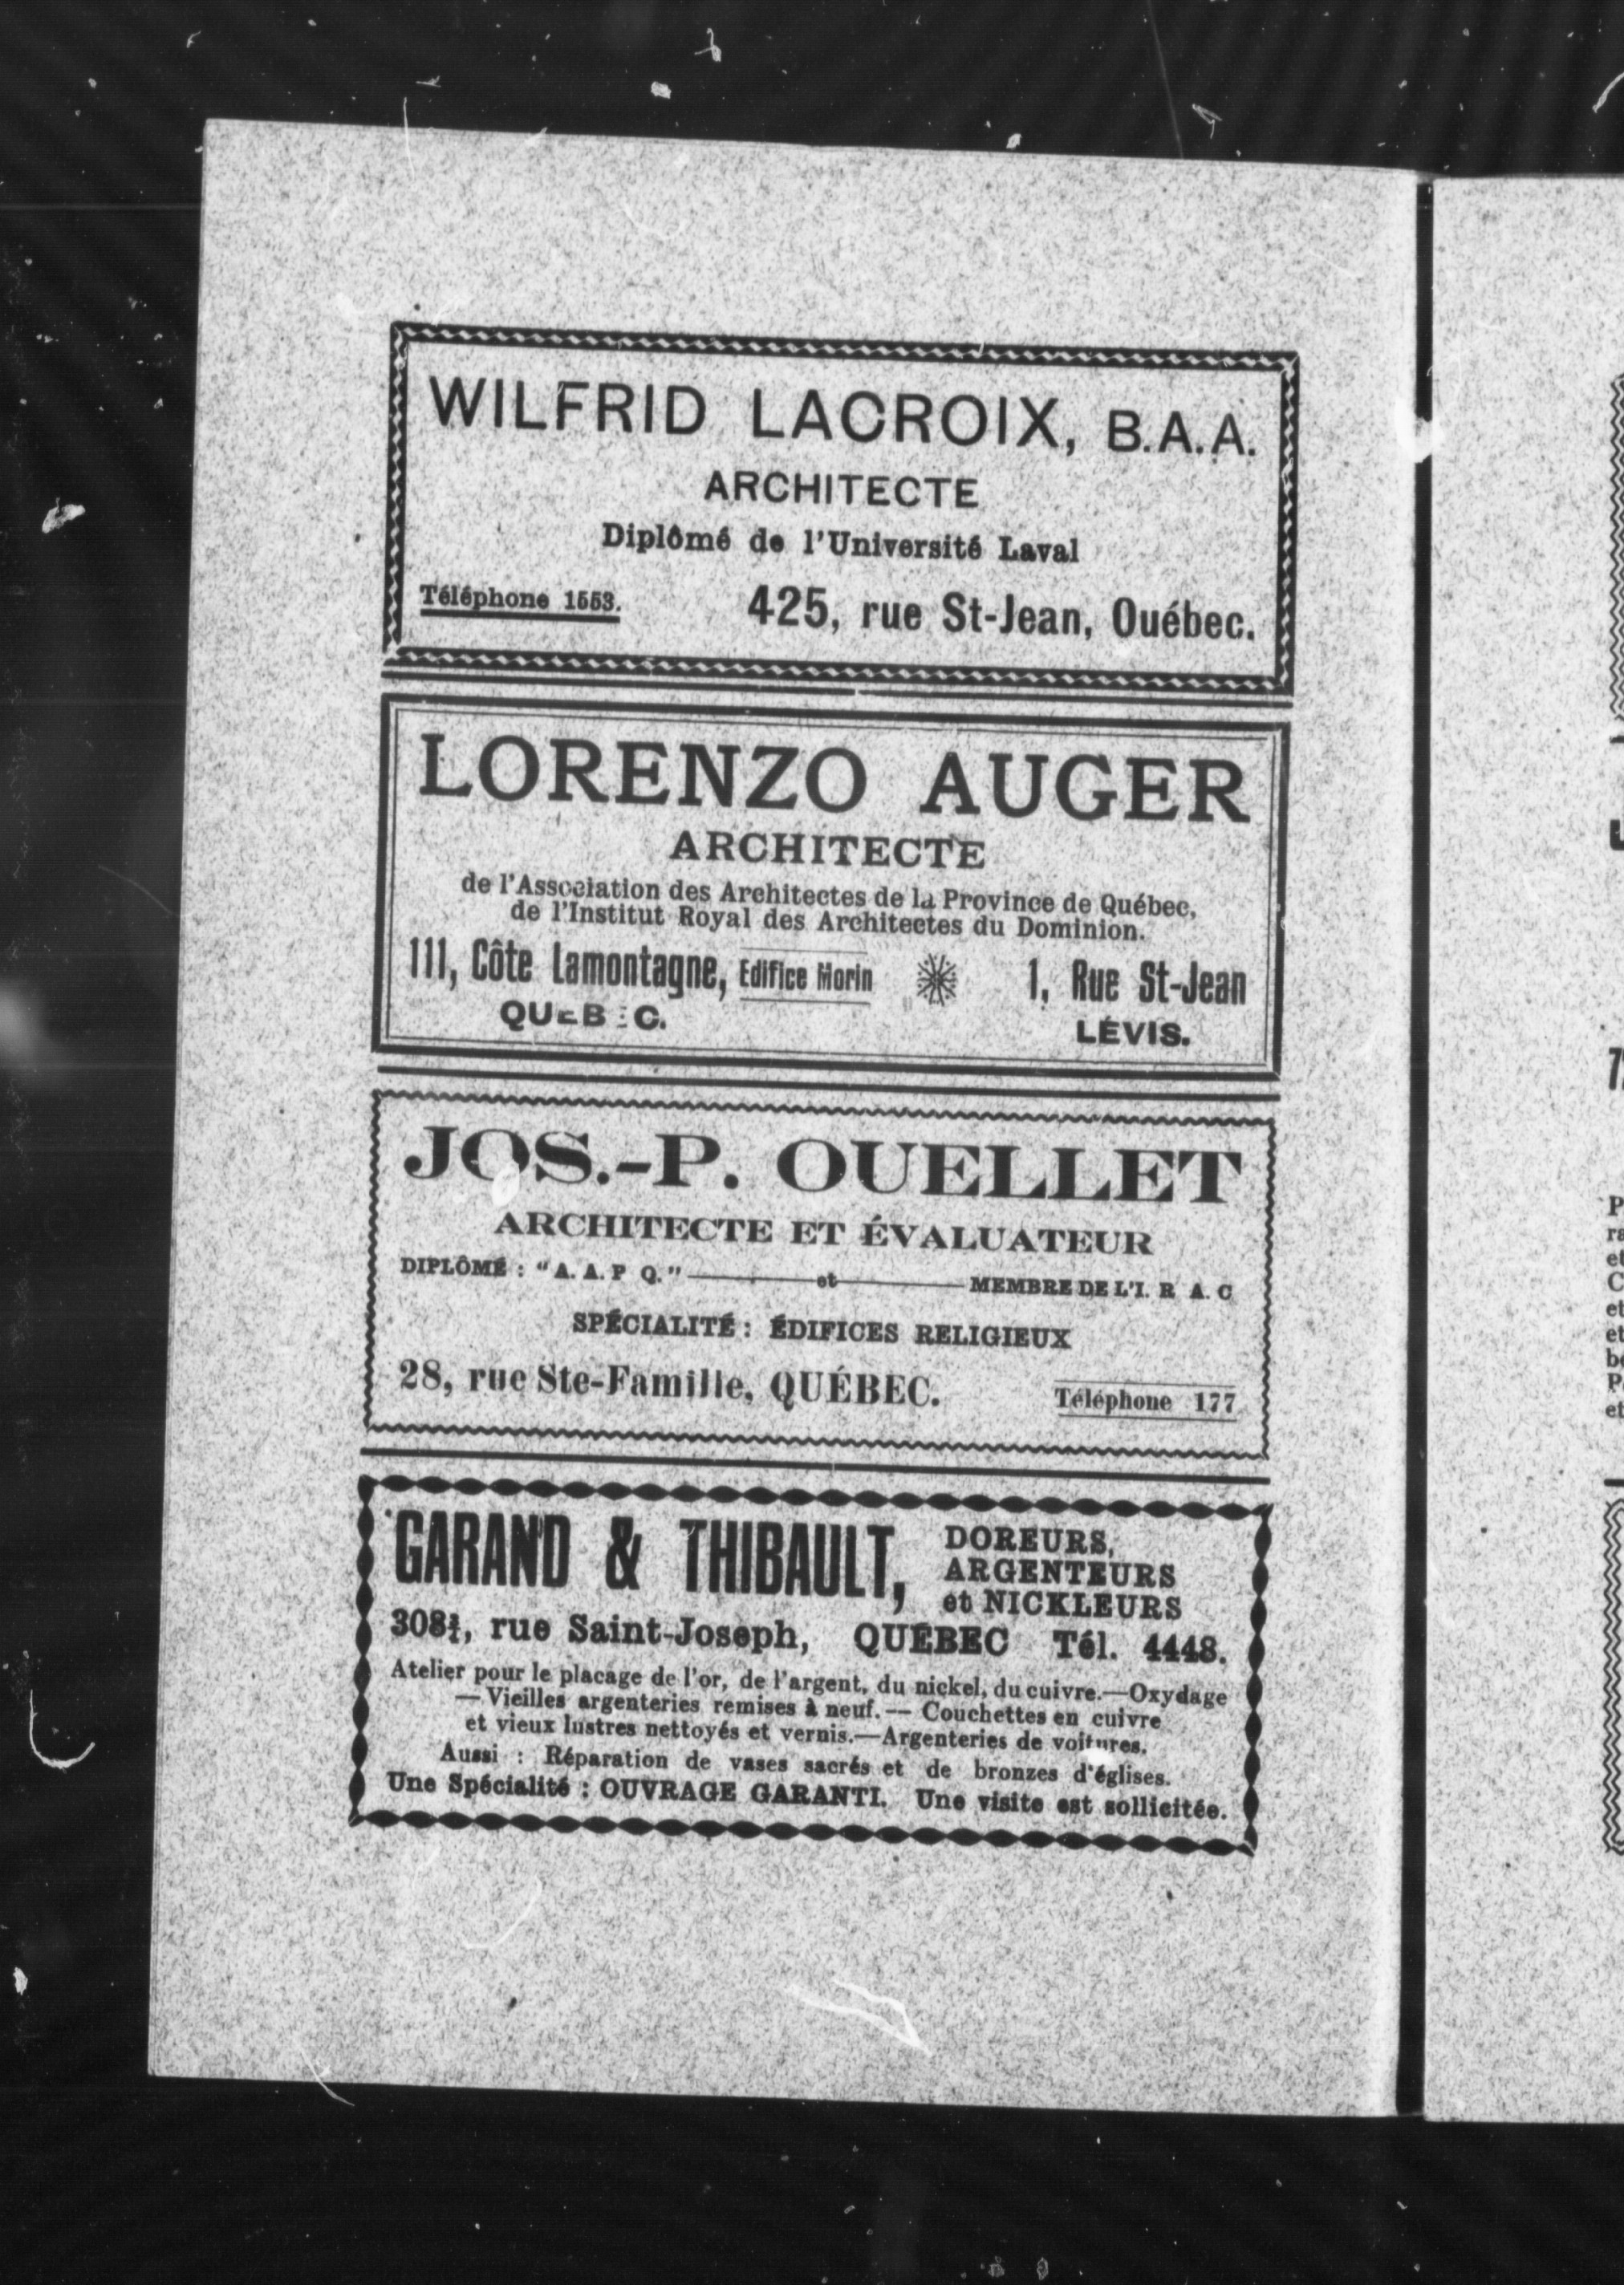 WILFRID LACROIX, B.A.A.
ARCHITECTE
Diplômé de l'Université Laval
Téléphone 1553. 425, rue St-Jean, Québec.
LORENZO AUGER
ARCHITECTE
de l'Association des Architectes de la Province de Québec,
de l'Institut Royal des Architectes du Dominion.
111, Côte Lamontagne, Edifice Morin 1, Rue St-Jean
QUEBEC. LÉVIS.
JOS.-P. OUELLET
ARCHITECTE ET ÉVALUATEUR
DIPLÔMÉ : "A. A. P Q."——et——MEMBRE DE L'I. R A. C
SPÉCIALITÉ : ÉDIFICES RELIGIEUX
28, rue Ste-Famille, QUÉBEC. Téléphone 177
GARAND & THIBAULT, DOREURS,
ARGENTEURS
et NICKLEURS
308½, rue Saint-Joseph, QUÉBEC Tél. 4448.
Atelier pour le placage de l'or, de l'argent, du nickel, du cuivre.—Oxydage
— Vieilles argenteries remises à neuf. — Couchettes en cuivre
et vieux lustres nettoyés et vernis.—Argenteries de voitures.
Aussi : Réparation de vases sacrés et de bronzes d'églises.
Une Spécialité : OUVRAGE GARANTI. Une visite est sollicitée.